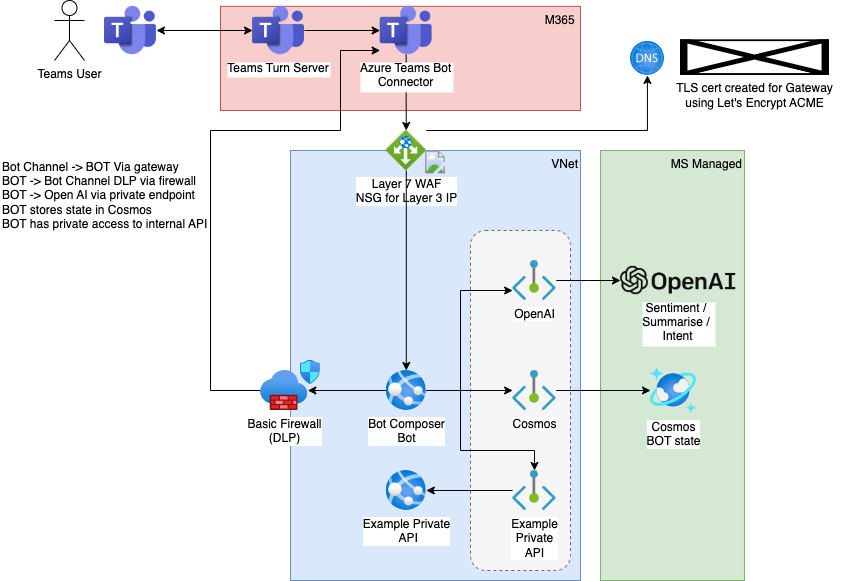 M365
T
T
T
Teams User
Teams Turn Server
Azure Teams Bot
Connector
DNS
TLS cert created for Gateway
using Let's Encrypt ACME
Bot Channel -> BOT Via gateway
BOT -> Bot Channel DLP via firewall
BOT -> Open AI via private endpoint
BOT stores state in Cosmos
BOT has private access to internal API
VNet
MS Managed
Layer 7 WAF
NSG for Layer 3 IP
OpenAI
OpenAI
Sentiment /
Summarise /
Intent
Basic Firewall
(DLP)
Bot Composer
Bot
Cosmos
Cosmos
BOT state
Example Private
API
Example
Private
API